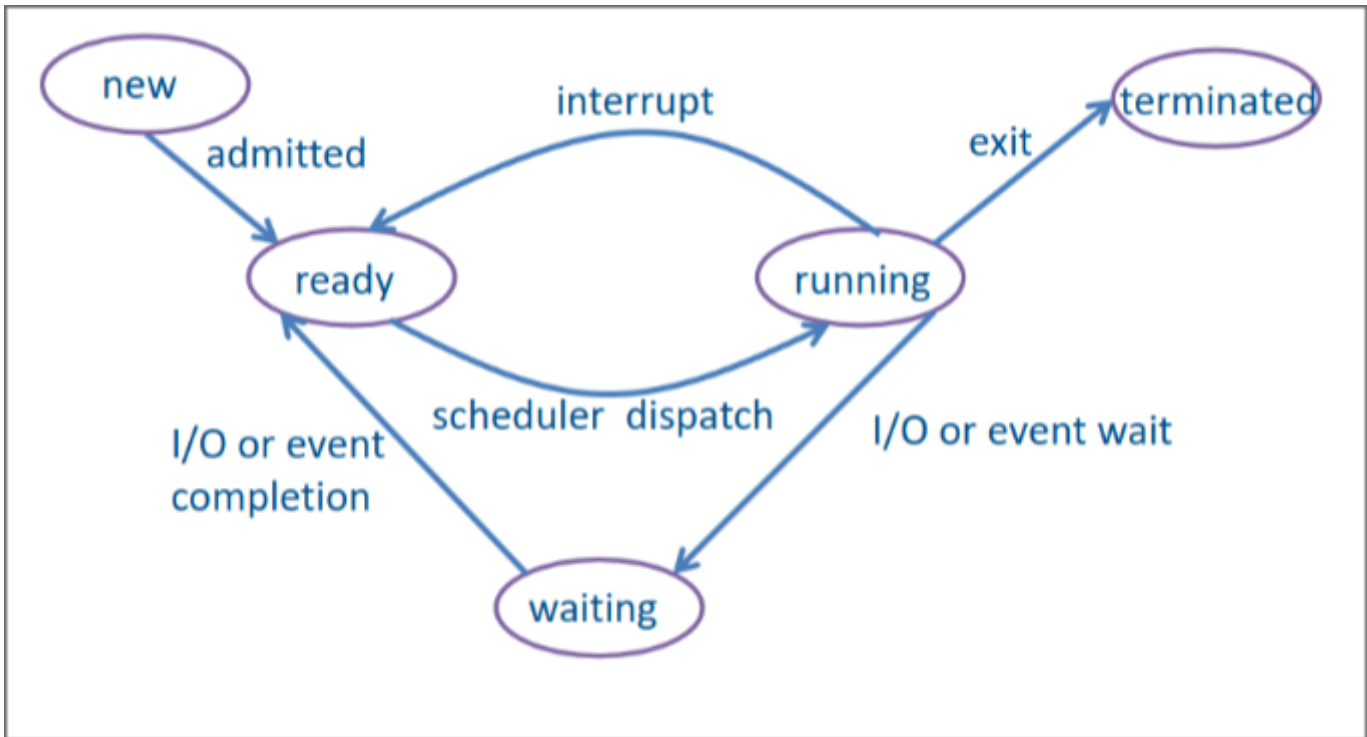 new
terminated
interrupt
exit
admitted
ready
running
scheduler dispatch
I/O or event
completion
I/O or event wait
waiting